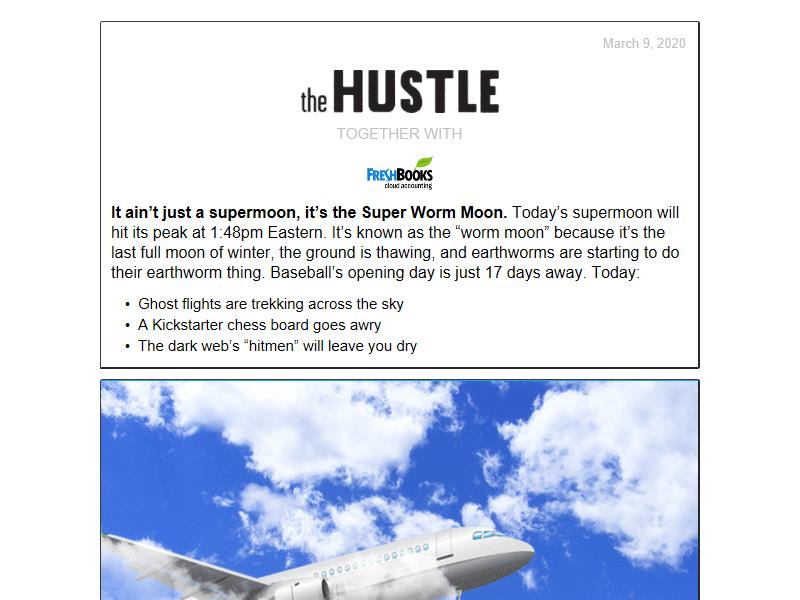 March 9, 2020
the HUSTLE
TOGETHER WITH
FRESHBOOKS
cloud accounting
It ain’t just a supermoon, it’s the Super Worm Moon. Today’s supermoon will
hit its peak at 1:48pm Eastern. It’s known as the “worm moon” because it’s the
last full moon of winter, the ground is thawing, and earthworms are starting to do
their earthworm thing. Baseball’s opening day is just 17 days away. Today:
• Ghost flights are trekking across the sky
• A Kickstarter chess board goes awry
• The dark web’s “hitmen” will leave you dry